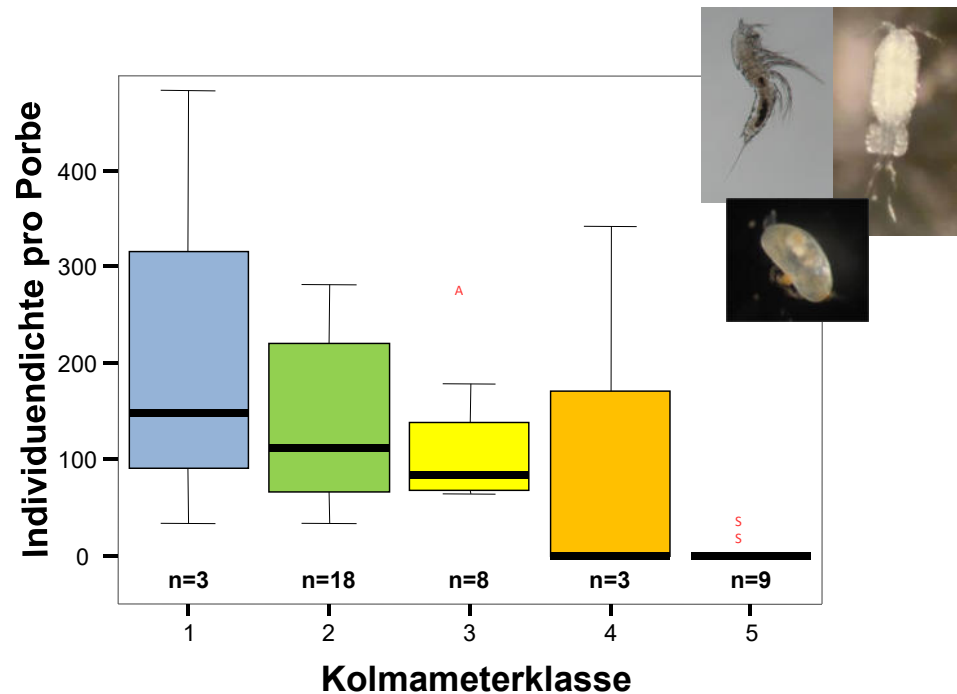 Individuendichte pro Porbe
400
300
200
100
0
A
S
S
n=3 n=18 n=8 n=3 n=9
1 2 3 4 5
Kolmameterklasse